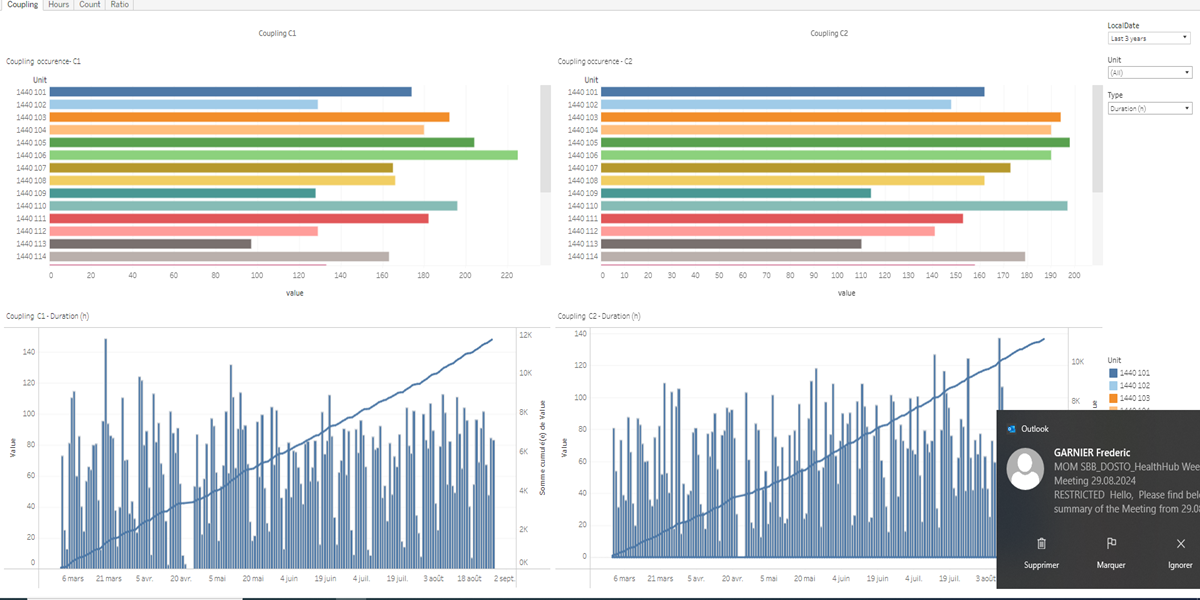 Coupling Hours Count Ratio
Coupling C1
Coupling C2
LocalDate
Last 3 years
Unit
(All)
Type
Duration (h)
Coupling occurence- C1
Unit
1440 101
1440 102
1440 103
1440 104
1440 105
1440 106
1440 107
1440 108
1440 109
1440 110
1440 111
1440 112
1440 113
1440 114
0 20 40 60 80 100 120 140 160 180 200 220
value
Coupling occurence - C2
Unit
1440 101
1440 102
1440 103
1440 104
1440 105
1440 106
1440 107
1440 108
1440 109
1440 110
1440 111
1440 112
1440 113
1440 114
0 10 20 30 40 50 60 70 80 90 100 110 120 130 140 150 160 170 180 190 200
value
Coupling C1 - Duration (h)
Value
140
120
100
80
60
40
20
0
12K
10K
8K
6K
4K
2K
0K
Somme cumulé(e) de Value
6 mars 21 mars 5 avr. 20 avr. 5 mai 20 mai 4 juin 19 juin 4 juil. 19 juil. 3 août 18 août 2 sept.
Coupling C2 - Duration (h)
Value
140
120
100
80
60
40
20
0
10K
8K
6 mars 21 mars 5 avr. 20 avr. 5 mai 20 mai 4 juin 19 juin 4 juil. 19 juil. 3 août
Unit
1440 101
1440 102
1440 103
Outlook
GARNIER Frederic
MOM SBB_DOSTO_HealthHub Wee
Meeting 29.08.2024
RESTRICTED Hello, Please find belo
summary of the Meeting from 29.08
Supprimer Marquer Ignorer